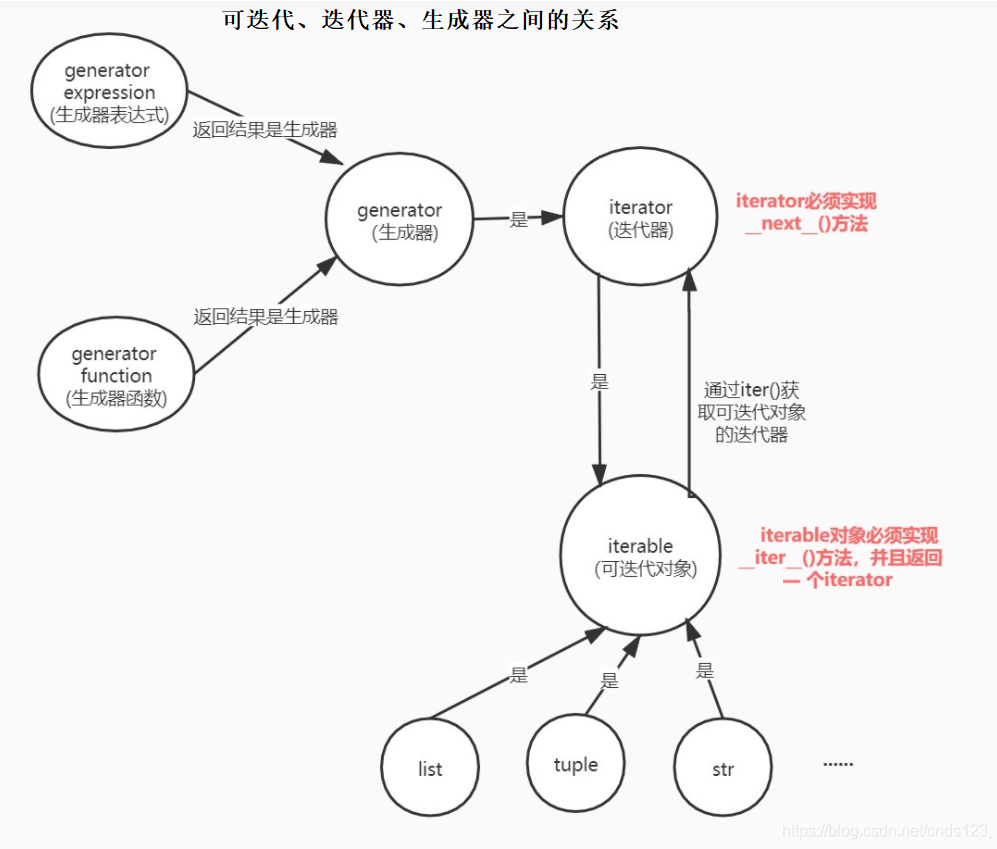 可迭代、迭代器、生成器之间的关系
generator
expression
(生成器表达式)
返回结果是生成器
generator
(生成器)
是
iterator
(迭代器)
iterator必须实现
__next__()方法
返回结果是生成器
generator
function
(生成器函数)
是
通过iter()获
取可迭代对象
的迭代器
iterable
(可迭代对象)
iterable对象必须实现
__iter__()方法，并且返回
一 个iterator
是
是
是
list
tuple
str
......
https://blog.csdn.net/cnds123